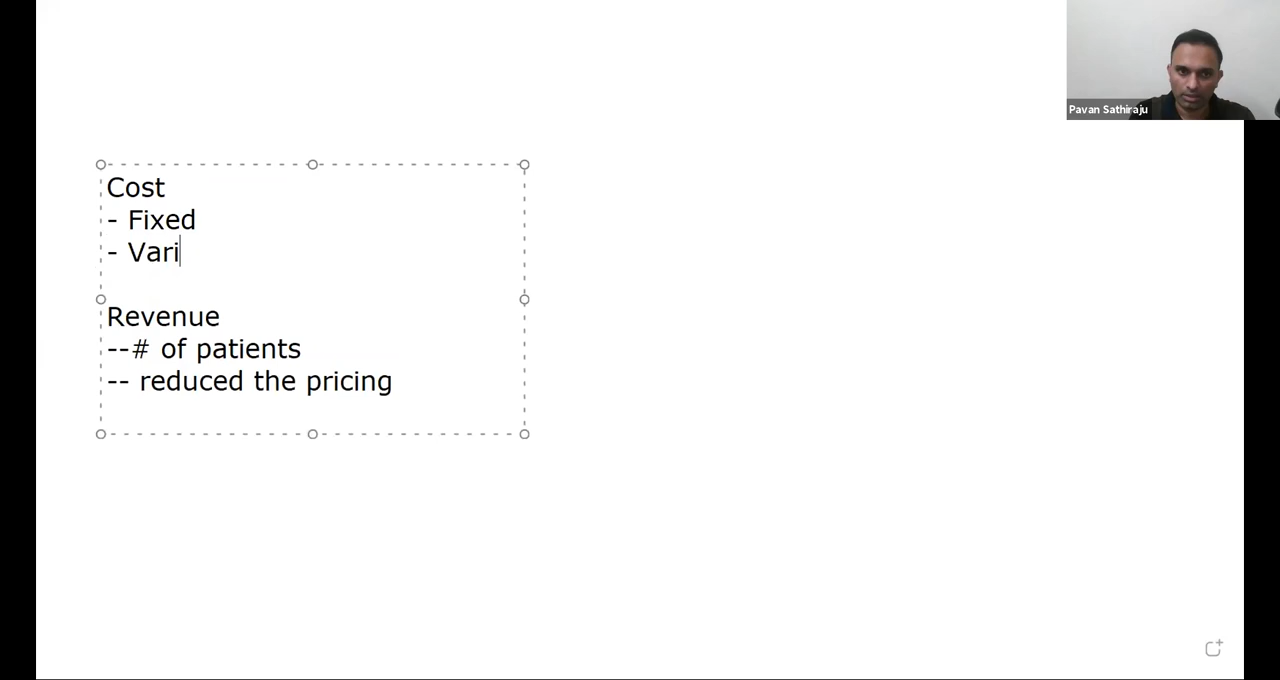 Pavan Sathiraju
Cost
- Fixed
- Vari
Revenue
--# of patients
-- reduced the pricing